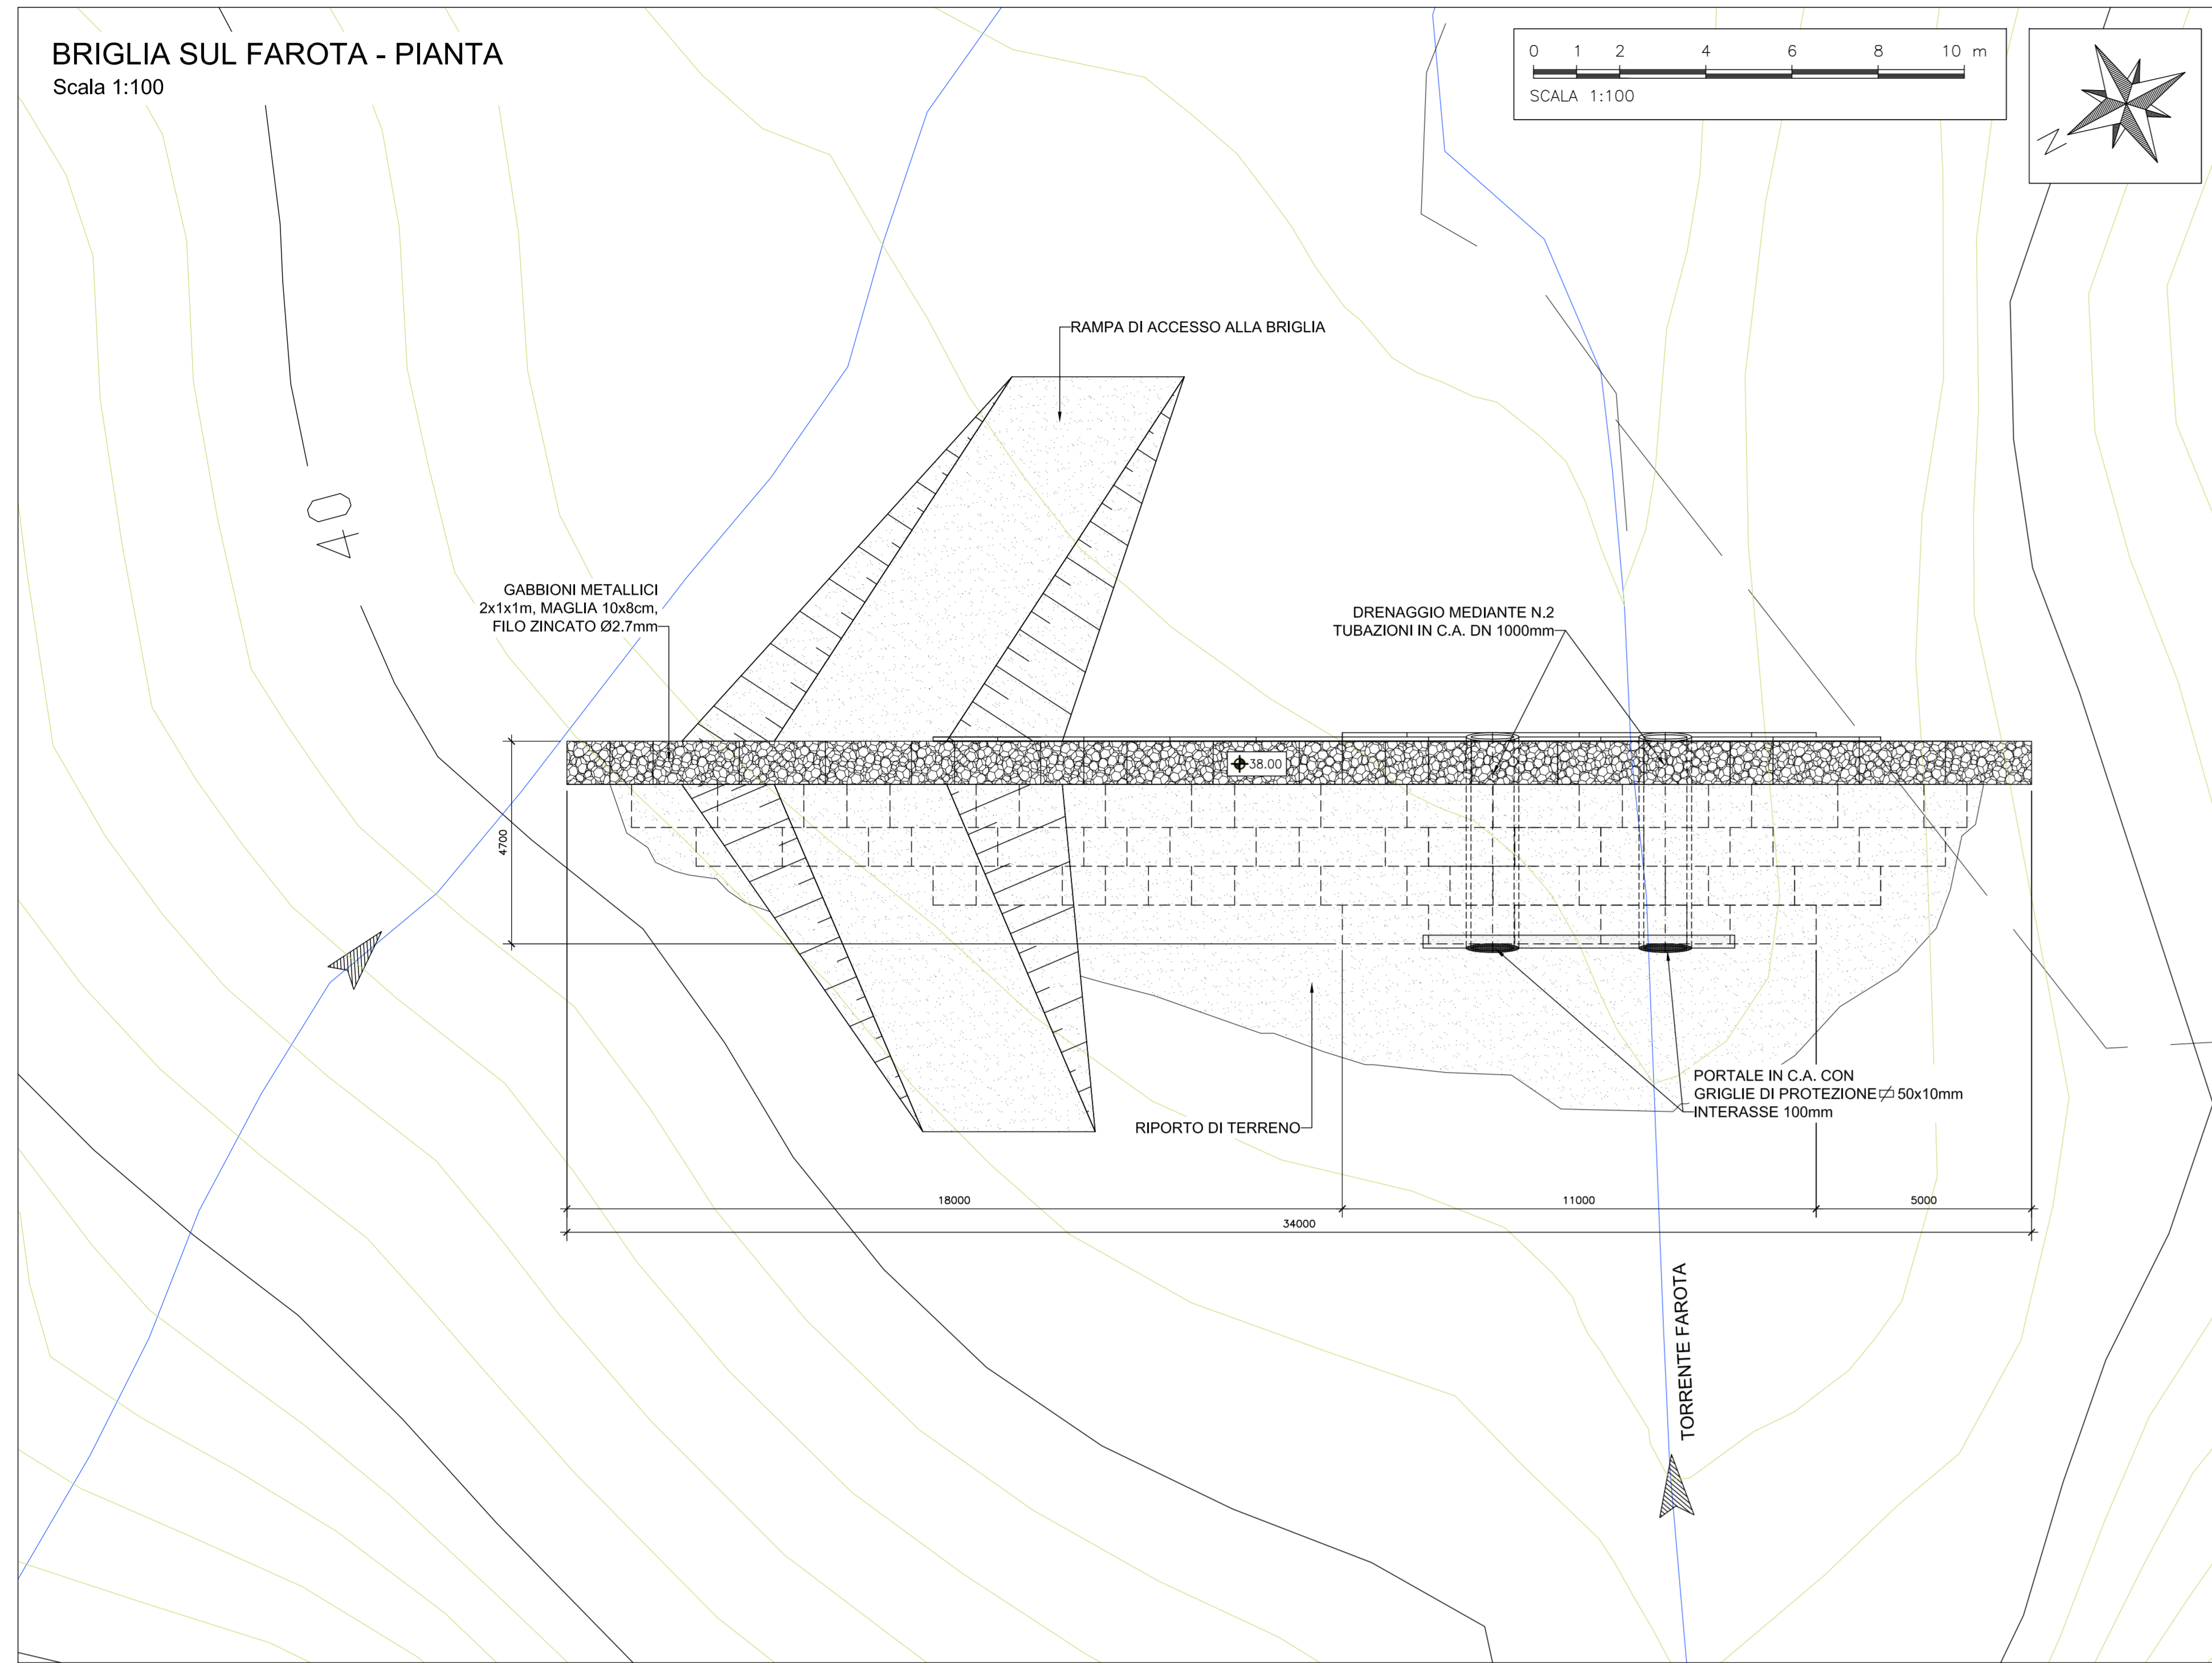 BRIGLIA SUL FAROTA - PIANTA
Scala 1:100
0 1 2 4 6 8 10 m
SCALA 1:100
N
RAMPA DI ACCESSO ALLA BRIGLIA
40
GABBIONI METALLICI
2x1x1m, MAGLIA 10x8cm,
FILO ZINCATO Ø2.7mm
DRENAGGIO MEDIANTE N.2
TUBAZIONI IN C.A. DN 1000mm
38.00
4700
PORTALE IN C.A. CON
GRIGLIE DI PROTEZIONE 50x10mm
INTERASSE 100mm
RIPORTO DI TERRENO
18000
11000
5000
34000
TORRENTE FAROTA